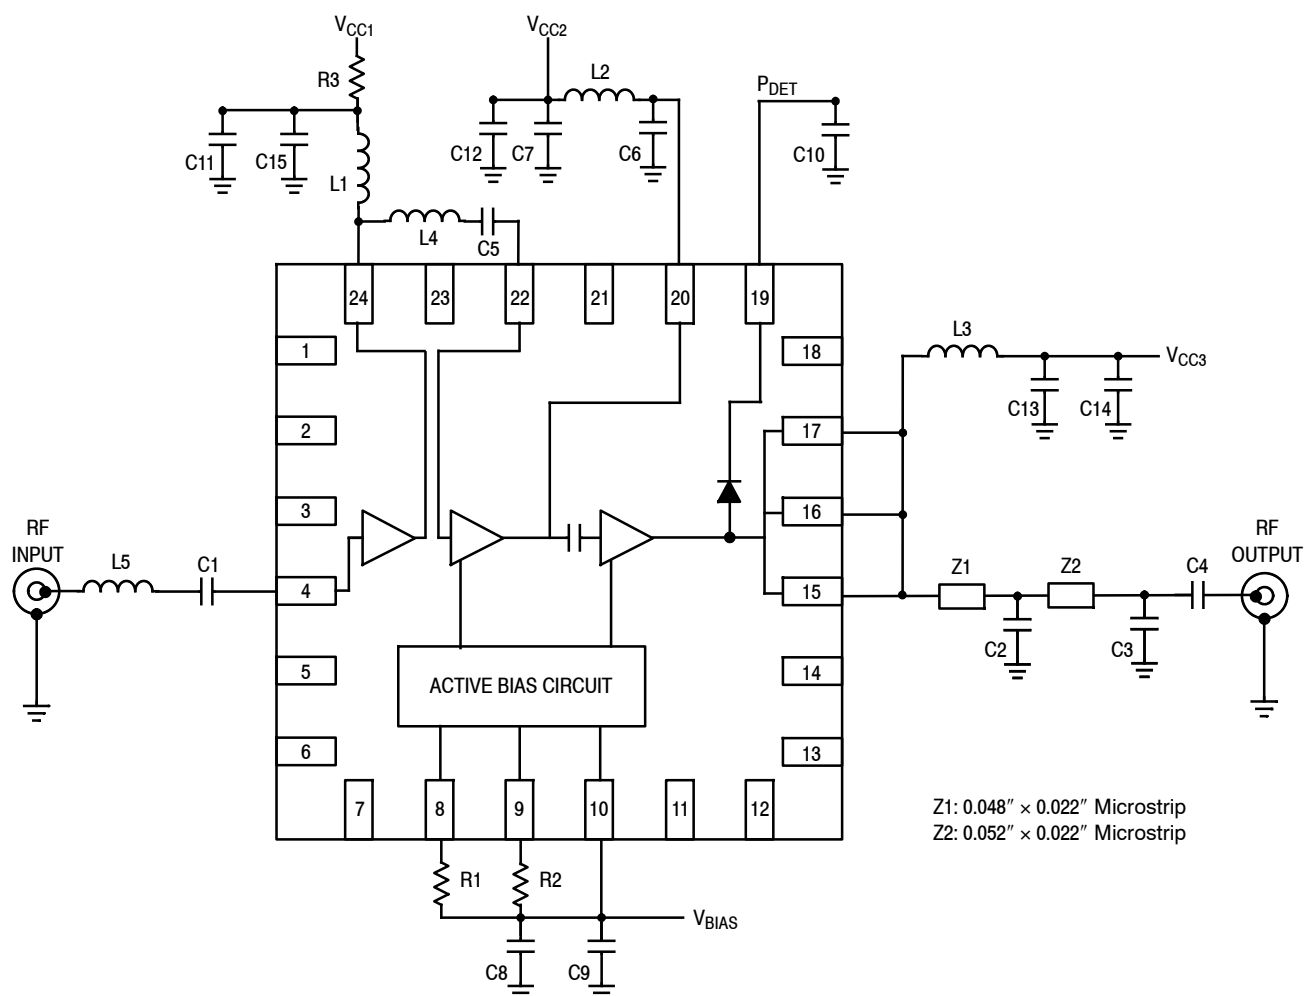 VCC1
VCC2
R3
L2
PDET
C11
C15
C12
C7
C6
C10
L1
L4
C5
24
23
22
21
20
19
1
18
L3
VCC3
C13
C14
2
17
3
16
RF
INPUT
RF
OUTPUT
L5
C1
4
15
Z1
Z2
C4
C2
C3
5
14
ACTIVE BIAS CIRCUIT
6
13
7
8
9
10
11
12
Z1: 0.048″ × 0.022″ Microstrip
Z2: 0.052″ × 0.022″ Microstrip
R1
R2
VBIAS
C8
C9